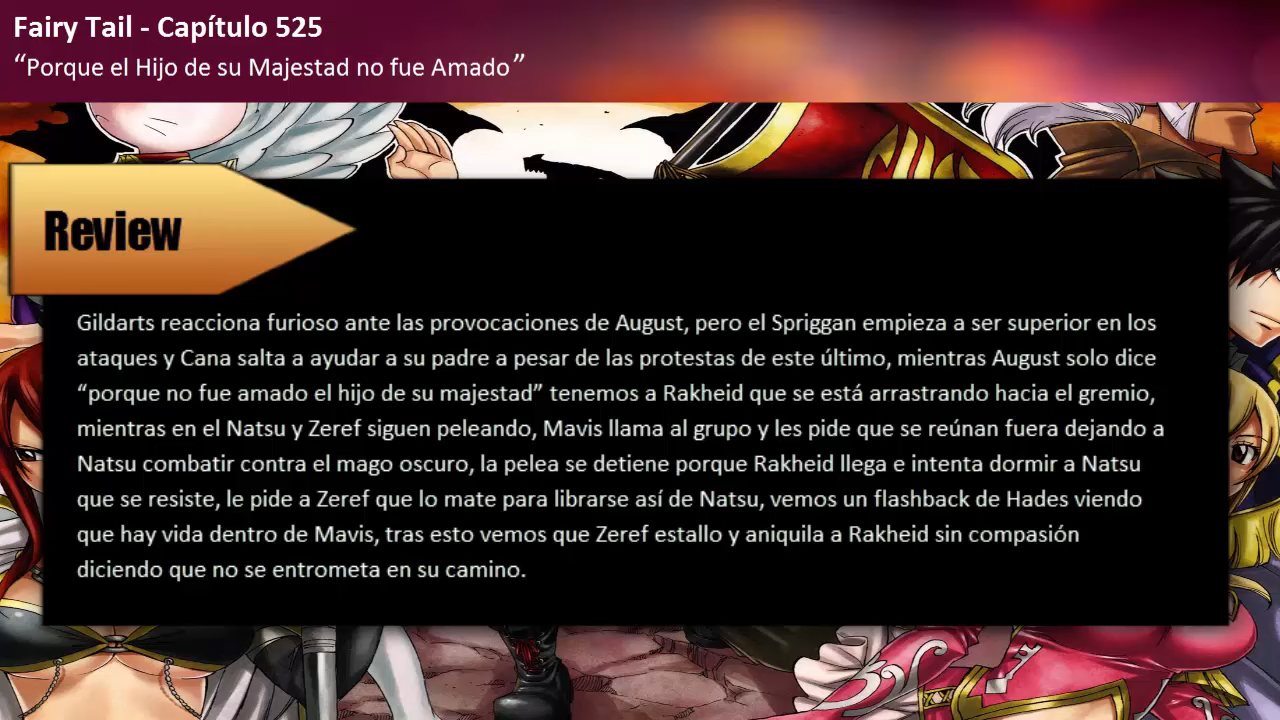 Fairy Tail - Capítulo 525
“Porque el Hijo de su Majestad no fue Amado”
Review
Gildarts reacciona furioso ante las provocaciones de August, pero el Spriggan empieza a ser superior en los
ataques y Cana salta a ayudar a su padre a pesar de las protestas de este último, mientras August solo dice
“porque no fue amado el hijo de su majestad” tenemos a Rakheid que se está arrastrando hacia el gremio,
mientras en el Natsu y Zeref siguen peleando, Mavis llama al grupo y les pide que se reúnan fuera dejando a
Natsu combatir contra el mago oscuro, la pelea se detiene porque Rakheid llega e intenta dormir a Natsu
que se resiste, le pide a Zeref que lo mate para librarse así de Natsu, vemos un flashback de Hades viendo
que hay vida dentro de Mavis, tras esto vemos que Zeref estallo y aniquila a Rakheid sin compasión
diciendo que no se entrometa en su camino.